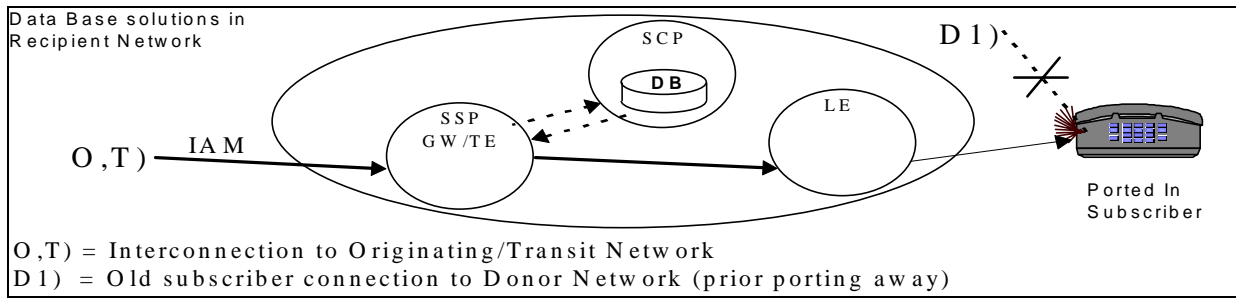 Data Base solutions in
Recipient Network
SCP
DB
D1)
SSP
GW/TE
LE
O,T)
IAM
Ported In
Subscriber
O,T) = Interconnection to Originating/Transit Network
D1) = Old subscriber connection to Donor Network (prior porting away)